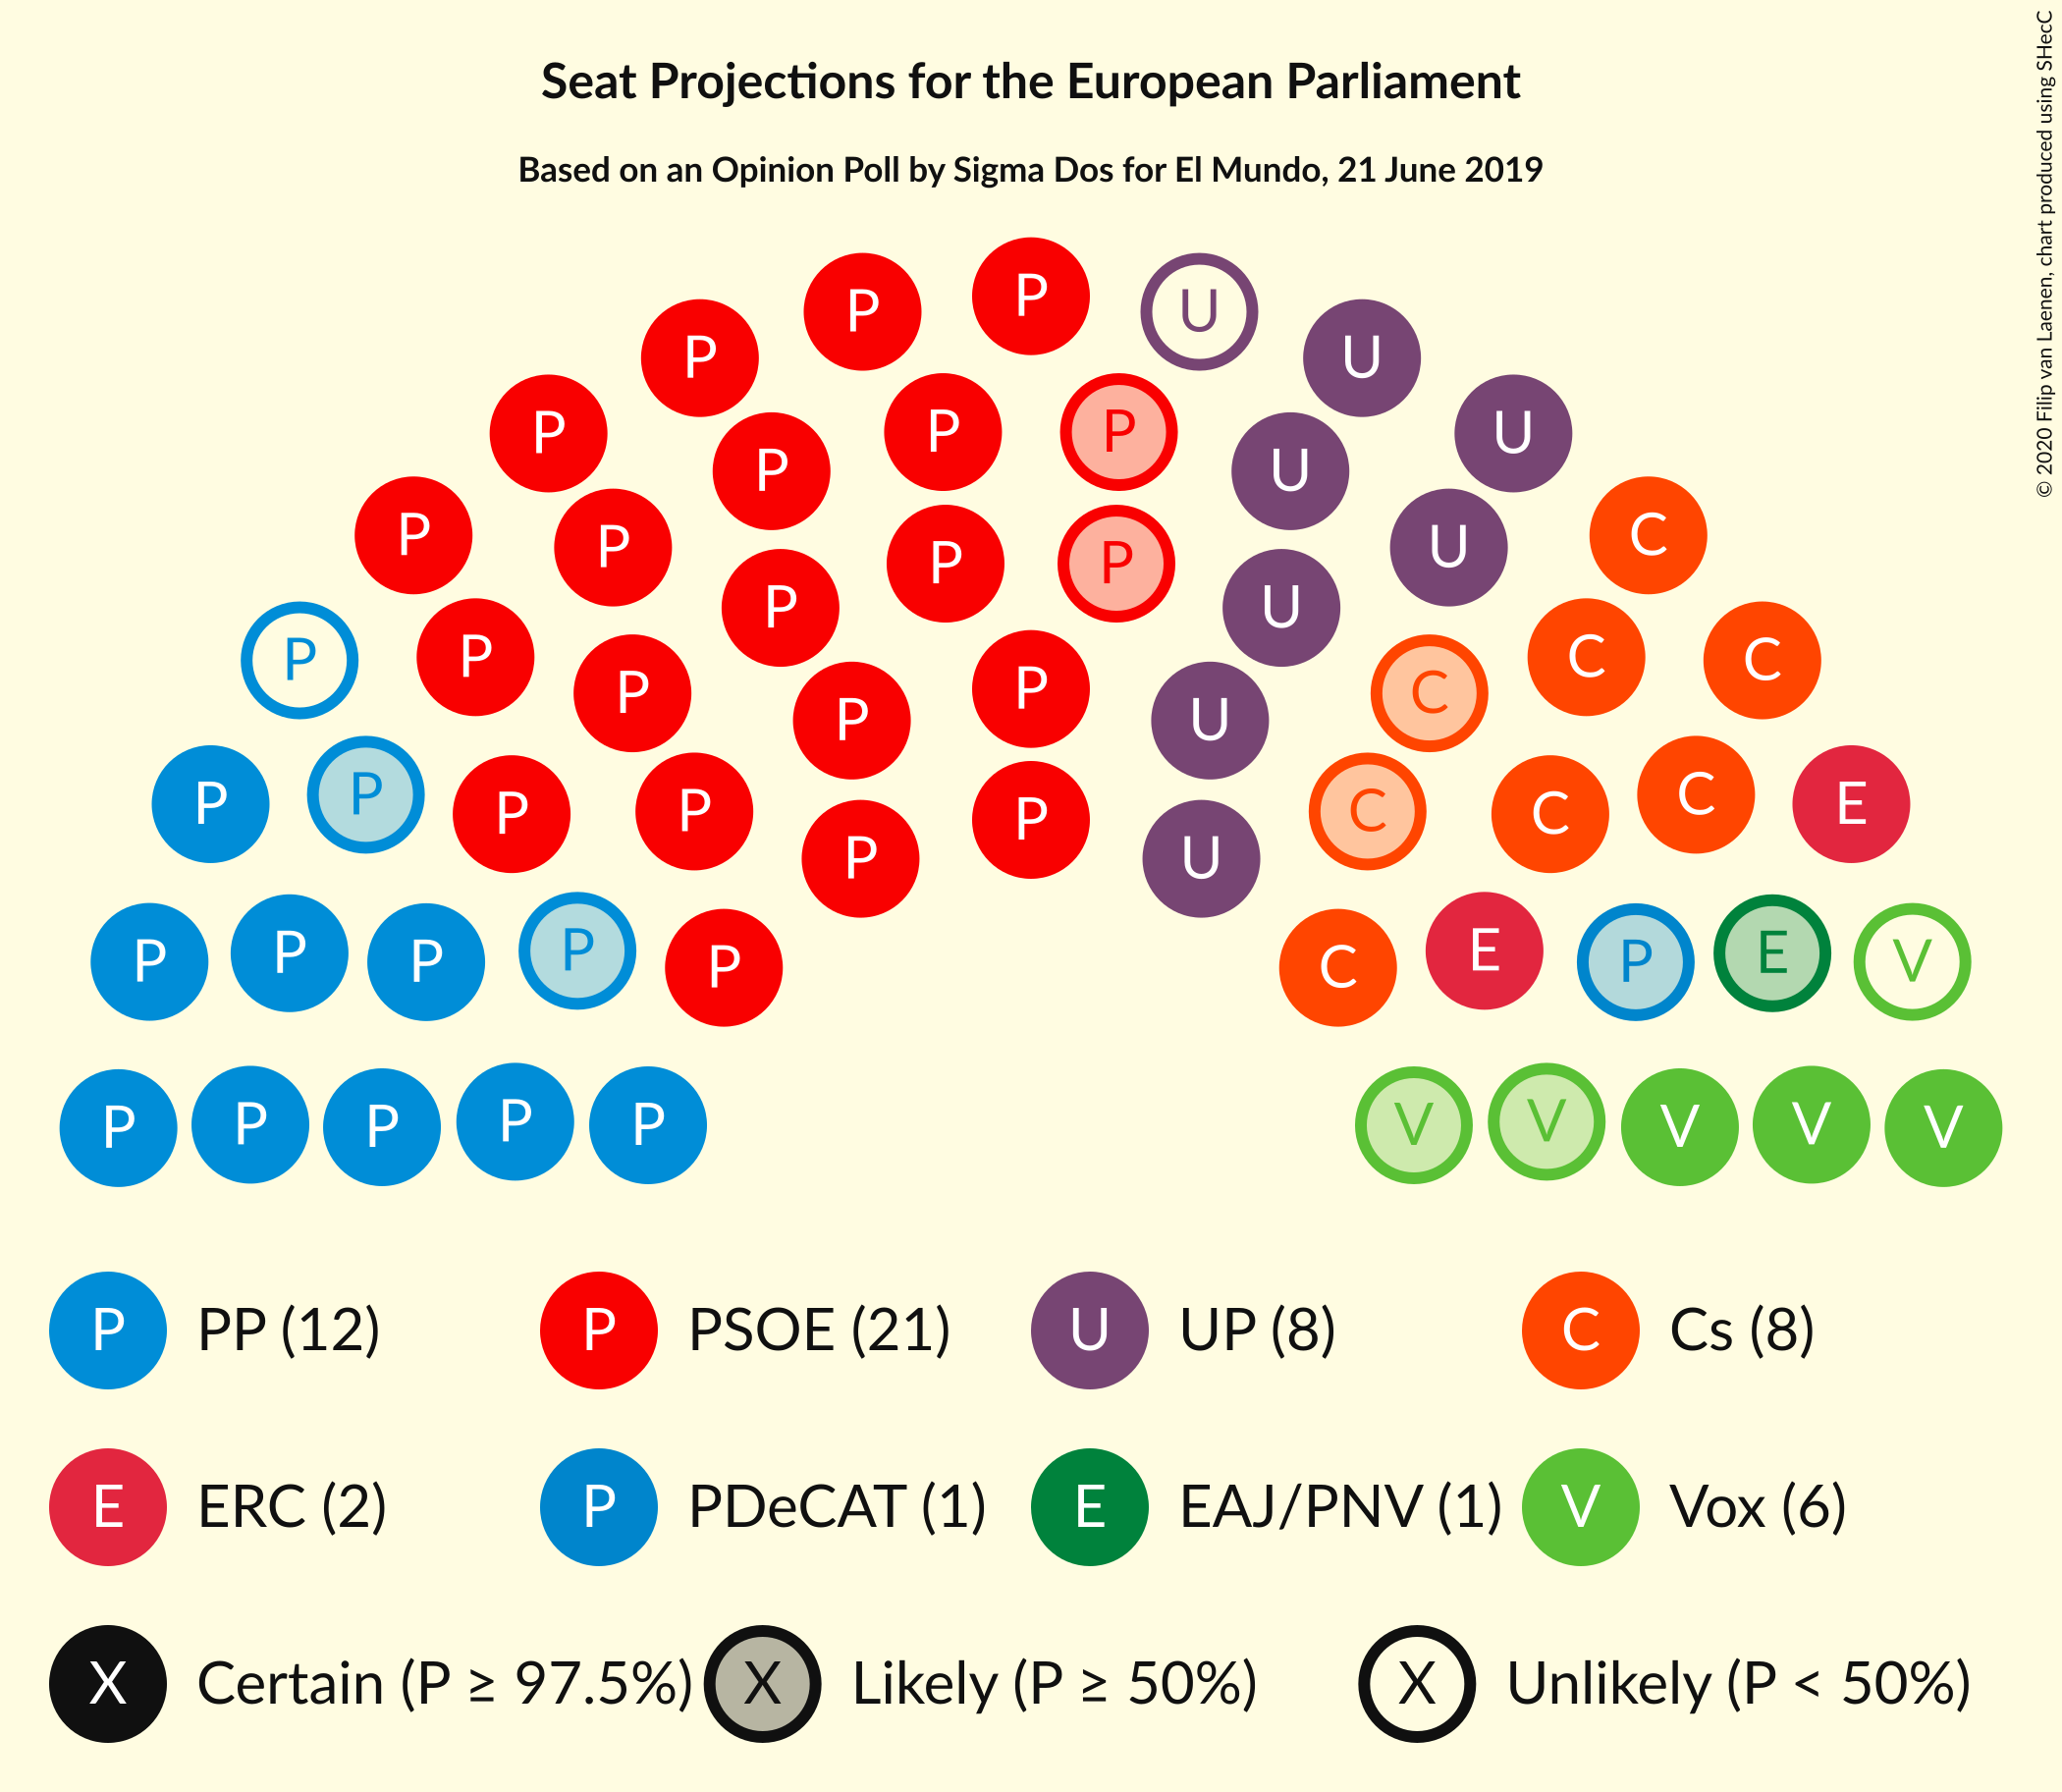 Seat Projections for the European Parliament
Based on an Opinion Poll by Sigma Dos for El Mundo, 21 June 2019
© 2020 Filip van Laenen, chart produced using SHecC
P
P U
P U
P P P U
P U
P C
P P P U
P U
P P C C
P P C
P U
P P P P P C C C E
P U
P P P P P C E P E V
P P P P P V V V V V
P PP (12) P PSOE (21) U UP (8) C Cs (8)
E ERC (2) P PDeCAT (1) E EAJ/PNV (1) V Vox (6)
X Certain (P ≥ 97.5%) X Likely (P ≥ 50%) X Unlikely (P < 50%)